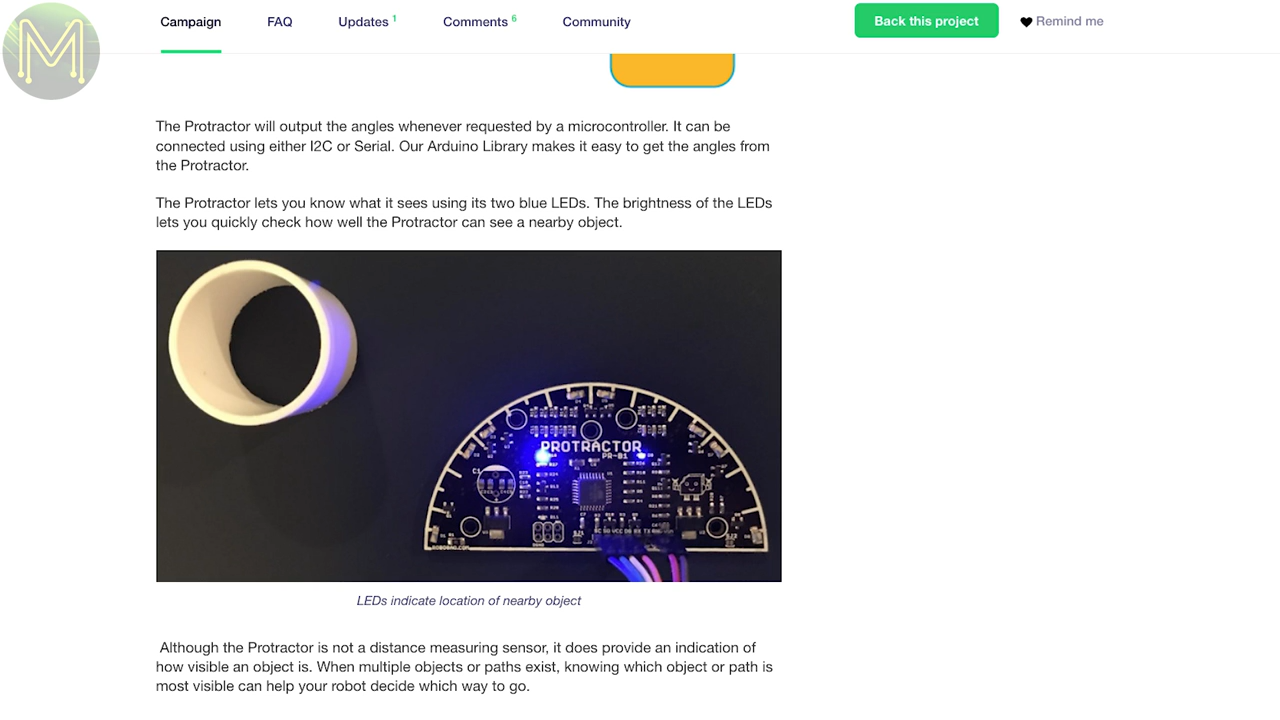 Campaign
FAQ
Updates 1
Comments 6
Community
Back this project
Remind me
The Protractor will output the angles whenever requested by a microcontroller. It can be
connected using either I2C or Serial. Our Arduino Library makes it easy to get the angles from
the Protractor.
The Protractor lets you know what it sees using its two blue LEDs. The brightness of the LEDs
lets you quickly check how well the Protractor can see a nearby object.
PROTRACTOR
PR-B1
C1
LEDs indicate location of nearby object
Although the Protractor is not a distance measuring sensor, it does provide an indication of
how visible an object is. When multiple objects or paths exist, knowing which object or path is
most visible can help your robot decide which way to go.